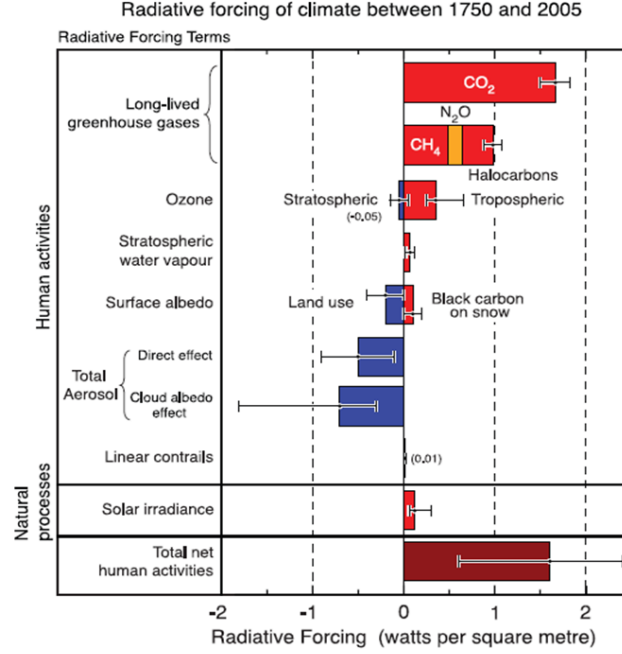 Radiative forcing of climate between 1750 and 2005
Radiative Forcing Terms
Human activities
Long-lived
greenhouse gases
CO₂
N₂O
CH₄
Halocarbons
Ozone
Stratospheric
(-0.05)
Tropospheric
Stratospheric
water vapour
Surface albedo
Land use
Black carbon
on snow
Total
Aerosol
Direct effect
Cloud albedo
effect
Linear contrails
(0.01)
Natural
processes
Solar irradiance
Total net
human activities
-2 -1 0 1 2
Radiative Forcing (watts per square metre)